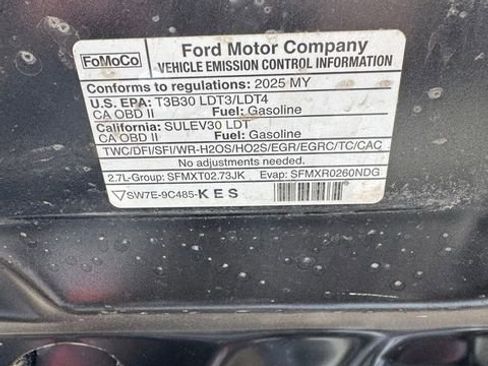 FoMoCo
Ford Motor Company
VEHICLE EMISSION CONTROL INFORMATION
Conforms to regulations: 2025 MY
U.S. EPA: T3B30 LDT3/LDT4
CA OBD II Fuel: Gasoline
California: SULEV30 LDT
CA OBD II Fuel: Gasoline
TWC/DFI/SFI/WR-H2OS/HO2S/EGR/EGRC/TC/CAC
No adjustments needed.
2.7L-Group: SFMXT02.73JK Evap: SFMXR0260NDG
SW7E-9C485-K E S